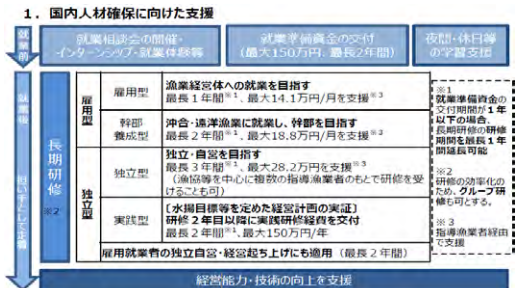 1．国内人材確保に向けた支援
就業前
就業相談会の開催・
インターンシップ・就業体験等
就業準備資金の交付
(最大150万円、最長2年間)
夜間・休日等
の学習支援
就業後
担い手として定着
長期研修
※2
雇用型
雇用型
漁業経営体への就業を目指す
最長１年間※1、最大14.1万円/月を支援※3
幹部
養成型
沖合・遠洋漁業に就業し、幹部を目指す
最長２年間※1、最大18.8万円/月を支援※3
独立型
独立型
独立・自営を目指す
最長３年間※1、最大28.2万円を支援※3
（漁協等を中心に複数の指導漁業者のもとで研修を受
けることも可)
実践型
［水揚目標等を定めた経営計画の実証］
研修２年目以降に実践研修経費を交付
最長２年間※1、最大150万円/年
雇用就業者の独立自営・経営起ち上げにも適用（最長２年間）
※１
就業準備資金の
交付期間が１年
以下の場合、
長期研修の研修
期間を最長１年
間延長可能
※２
研修の効率化の
ため、グループ研
修も可とする。
※３
指導漁業者経由
で支援
経営能力・技術の向上を支援